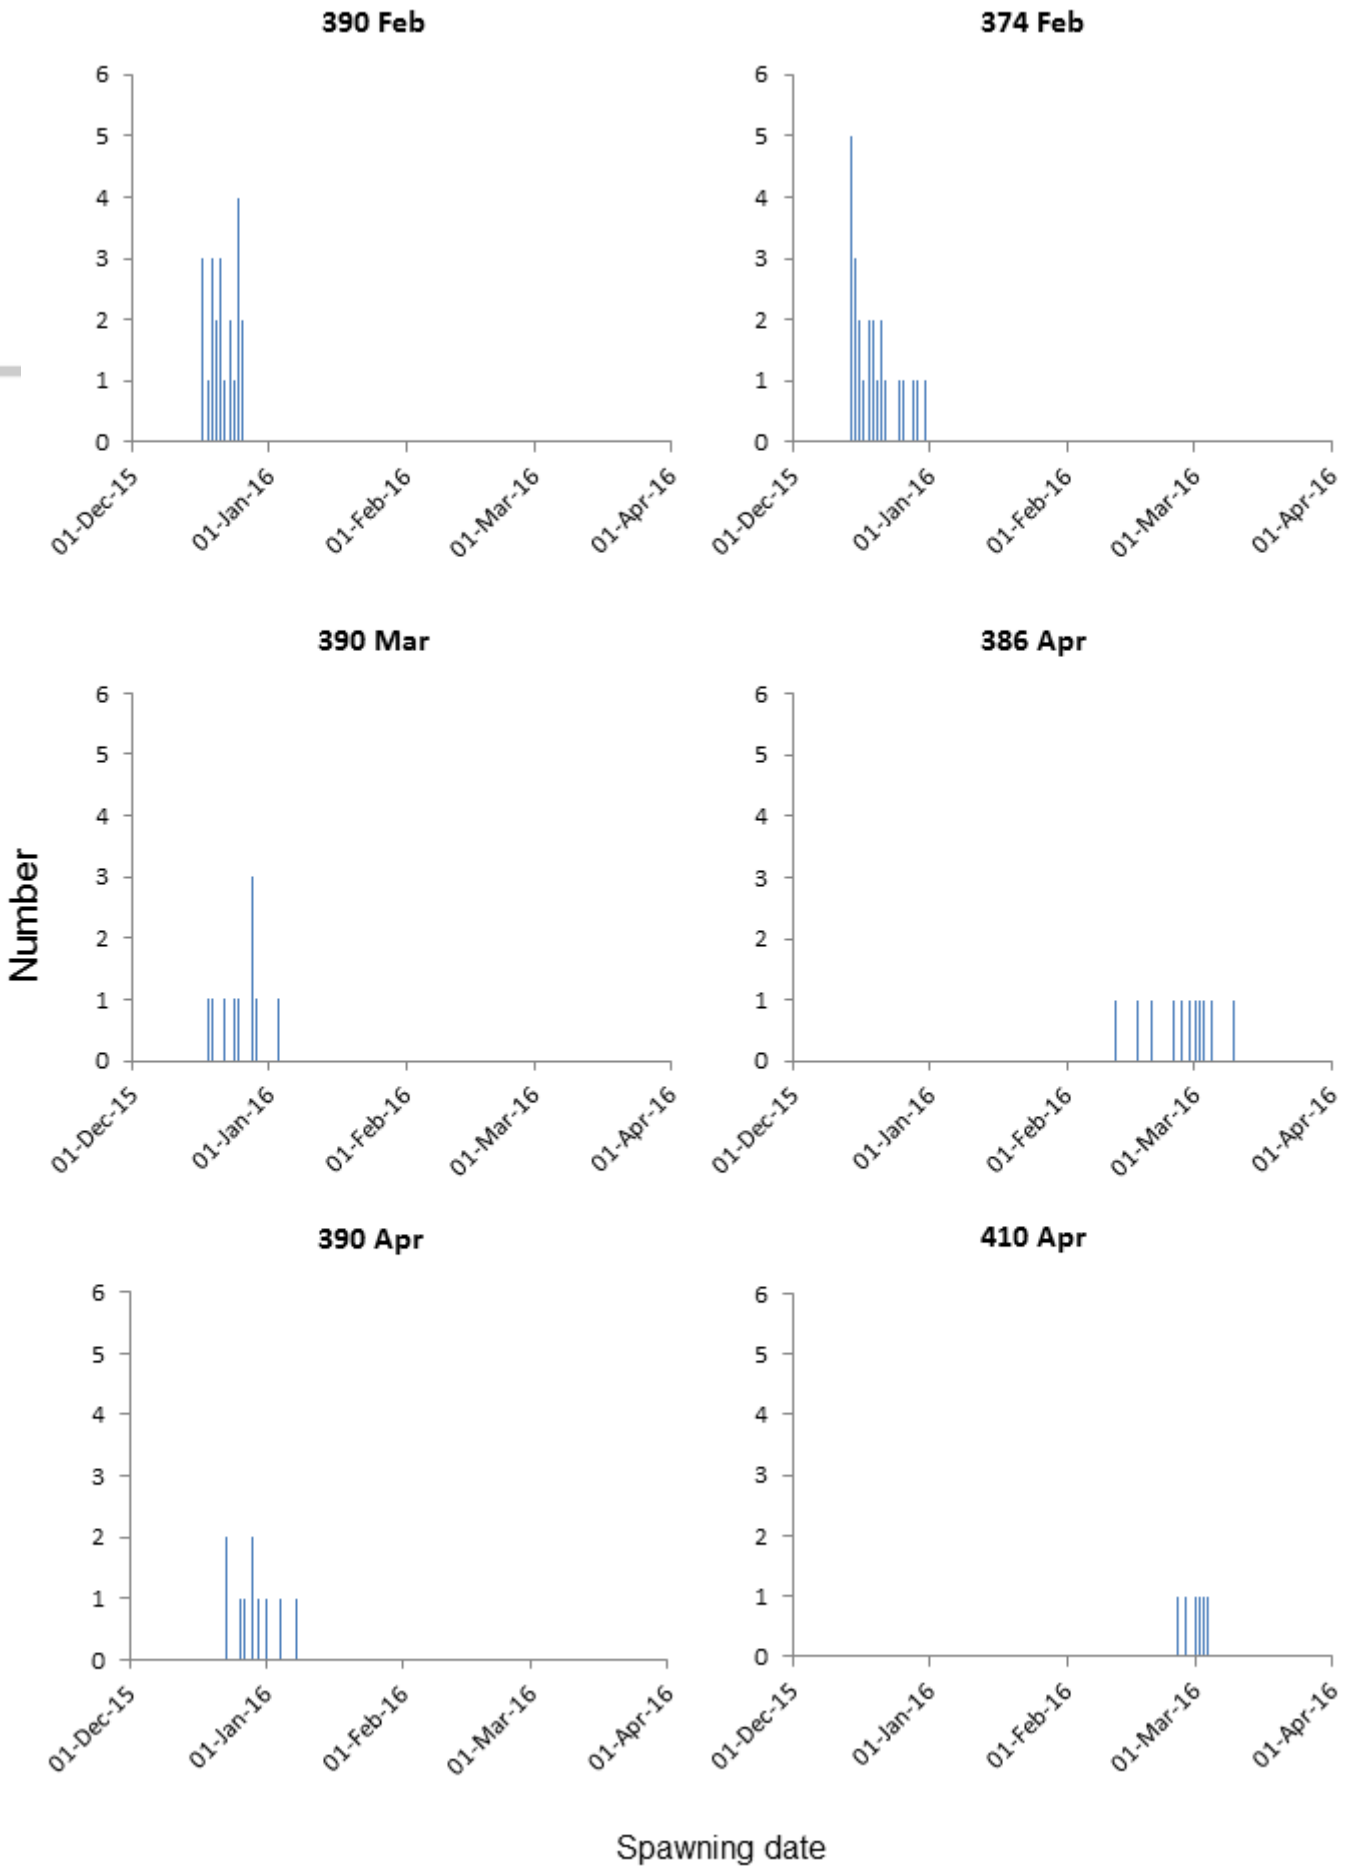 390 Feb
6
5
4
3
2
1
0
01-Dec-15
01-Jan-16
01-Feb-16
01-Mar-16
01-Apr-16
374 Feb
6
5
4
3
2
1
0
01-Dec-15
01-Jan-16
01-Feb-16
01-Mar-16
01-Apr-16
Number
390 Mar
6
5
4
3
2
1
0
01-Dec-15
01-Jan-16
01-Feb-16
01-Mar-16
01-Apr-16
386 Apr
6
5
4
3
2
1
0
01-Dec-15
01-Jan-16
01-Feb-16
01-Mar-16
01-Apr-16
390 Apr
6
5
4
3
2
1
0
01-Dec-15
01-Jan-16
01-Feb-16
01-Mar-16
01-Apr-16
410 Apr
6
5
4
3
2
1
0
01-Dec-15
01-Jan-16
01-Feb-16
01-Mar-16
01-Apr-16
Spawning date